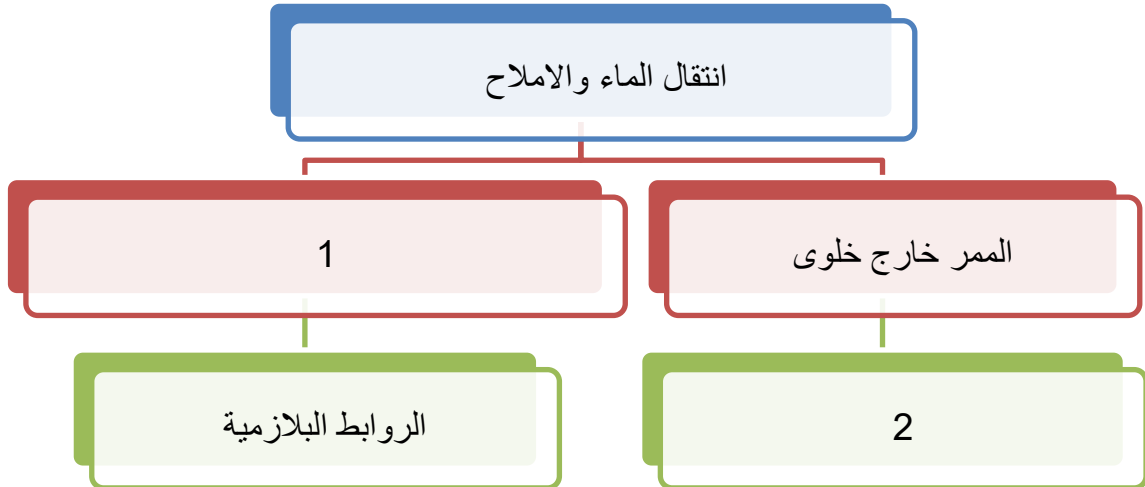 انتقال الماء والاملاح
الممر خارج خلوى
1
2
الروابط البلازمية